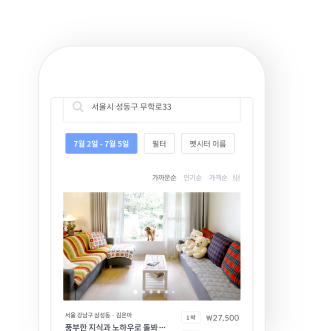 서울시 성동구 무학로33
7월 2일 - 7월 5일 필터 펫시터 이름
가까운순 인기순 가격순
서울 강남구 삼성동 · 김은아
1박 ₩27,500
풍부한 지식과 노하우로 돌봐…